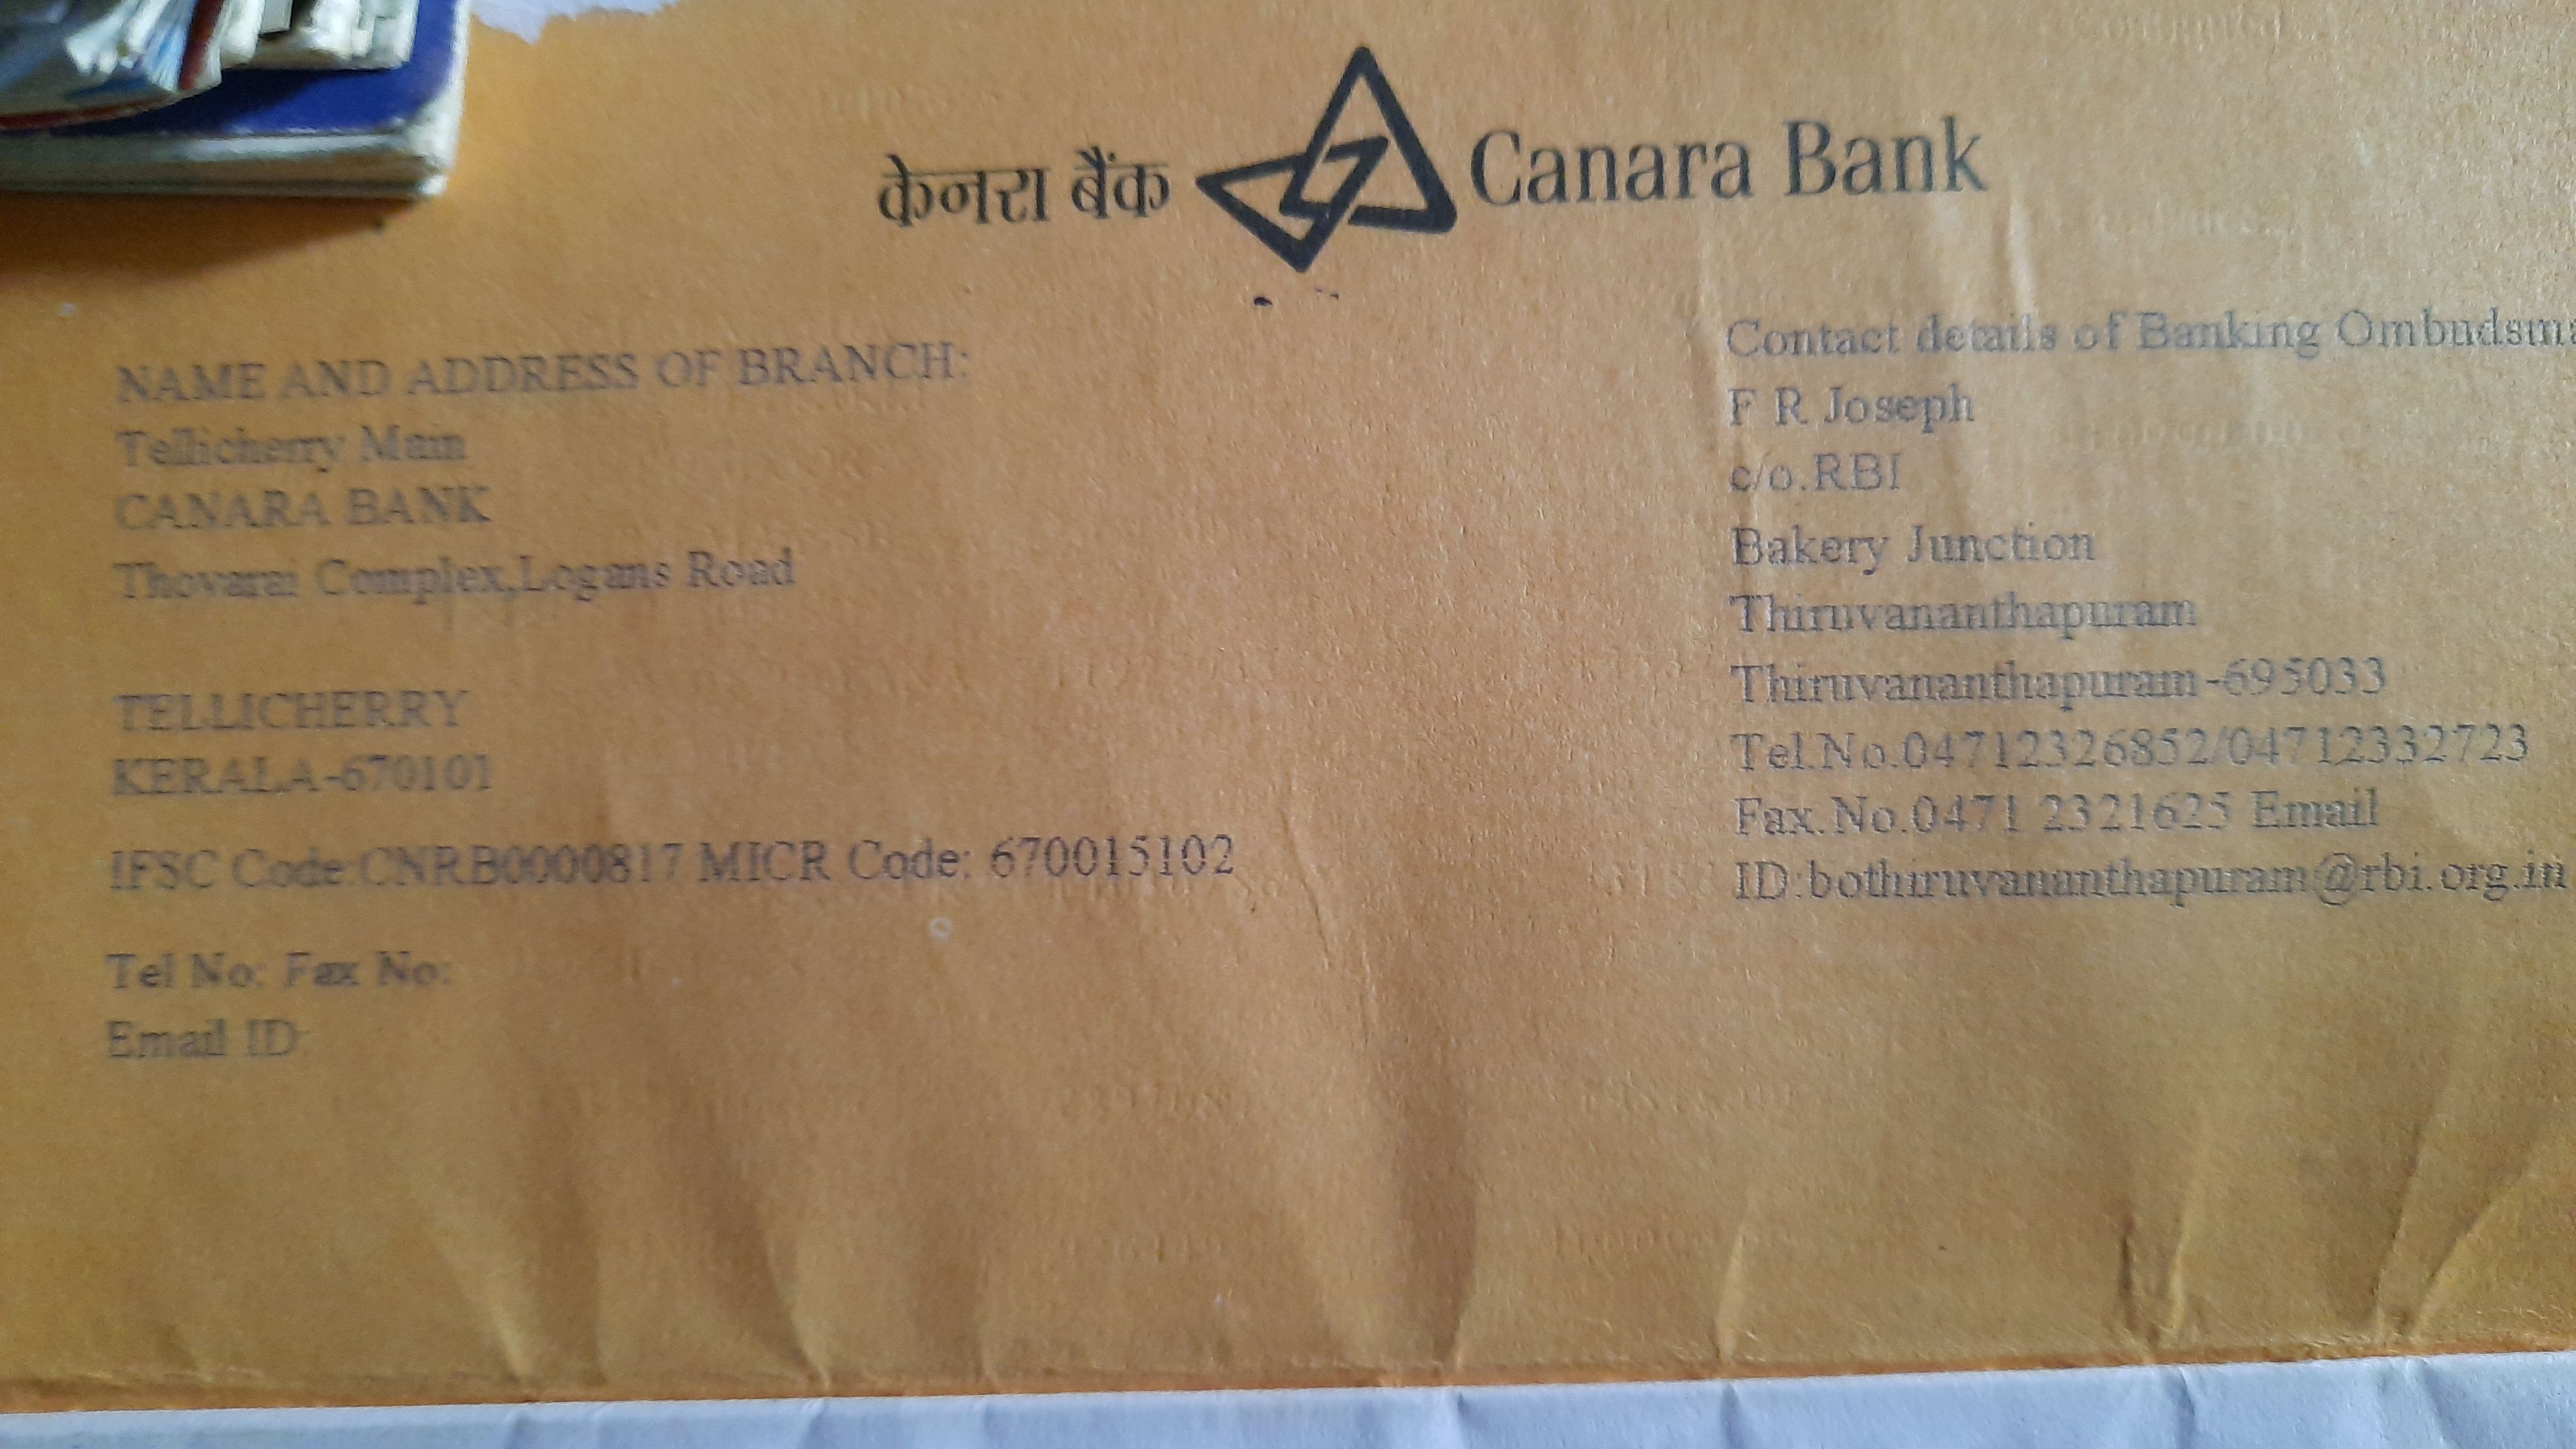 केनरा बैंक Canara Bank
NAME AND ADDRESS OF BRANCH:
Tellicherry Main
CANARA BANK
Thovarai Complex,Logans Road
TELLICHERRY
KERALA-670101
IFSC Code:CNRB0000817 MICR Code: 670015102
Tel No: Fax No:
Email ID:
Contact details of Banking
F R Joseph
c/o.RBI
Bakery Junction
Thiruvananthapuram
Thiruvananthapuram-695033
Tel.No.04712326852/04712332723
Fax.No.0471 2321625 Email
ID:bothiruvananthapuram@rbi.org.in